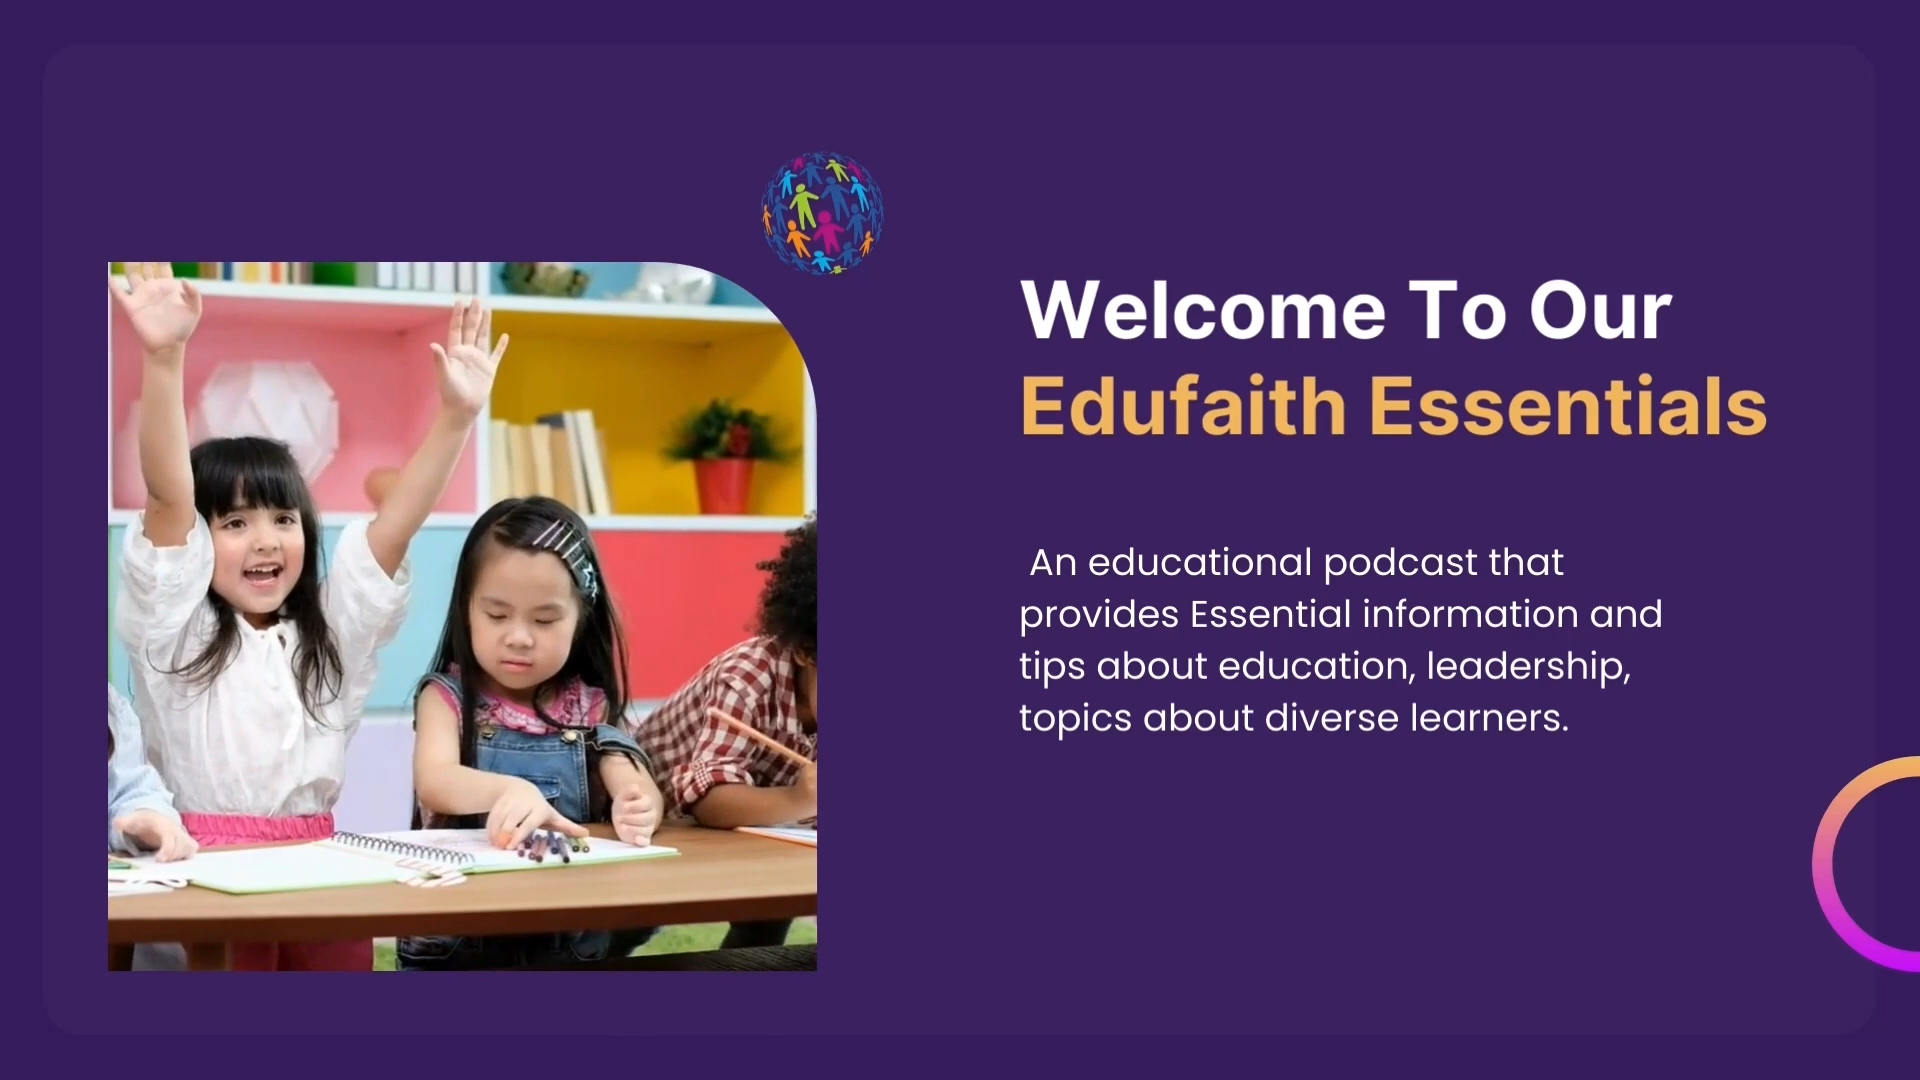 Welcome To Our
Edufaith Essentials
An educational podcast that
provides Essential information and
tips about education, leadership,
topics about diverse learners.